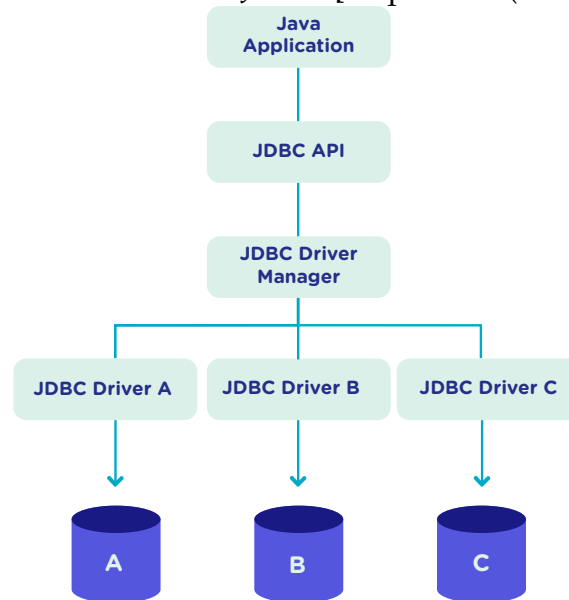 Java
Application
JDBC API
JDBC Driver
Manager
JDBC Driver A
JDBC Driver B
JDBC Driver C
A
B
C